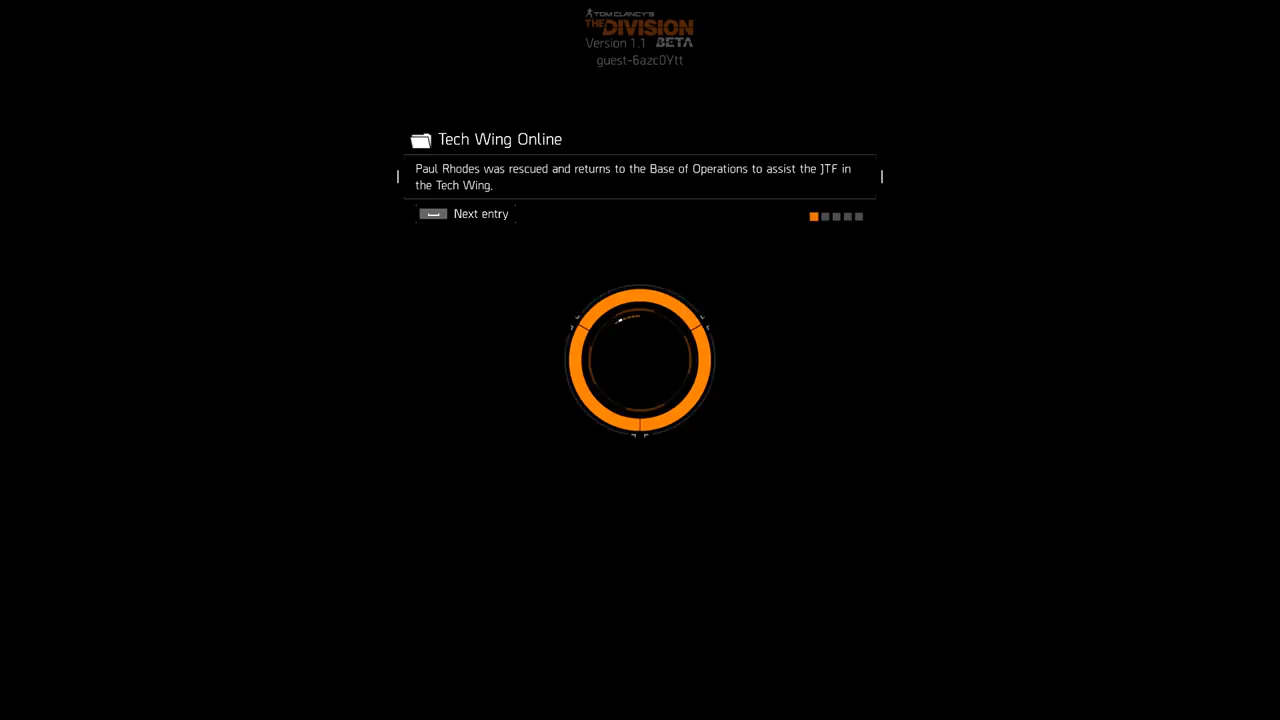 TOM CLANCY'S
THE DIVISION
Version 1.1 BETA
guest-6azc0Ytt
Tech Wing Online
Paul Rhodes was rescued and returns to the Base of Operations to assist the JTF in
the Tech Wing.
Next entry